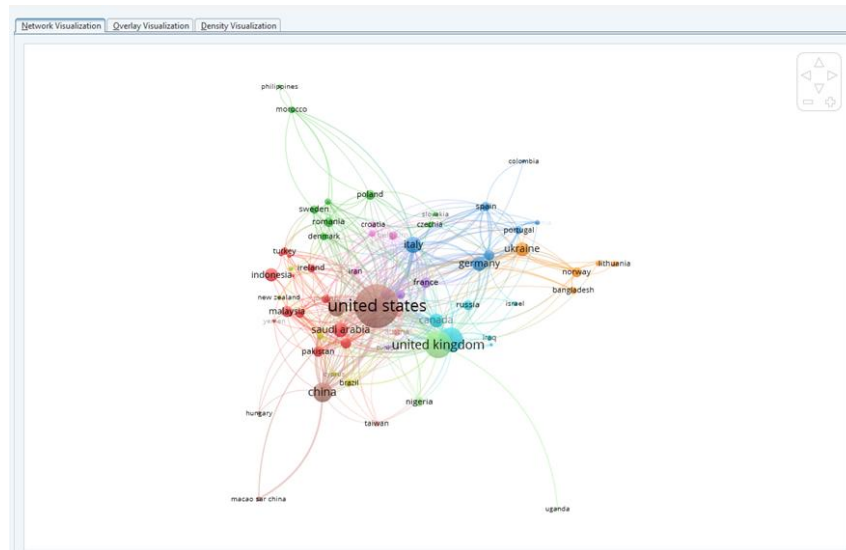 Network Visualization Overlay Visualization Density Visualization
philippines
morocco
colombia
poland
slovakia
spain
sweden
romania
croatia
czechia
portugal
denmark
italy
ukraine
turkey
germany
lithuania
indonesia
ireland
iran
norway
france
bangladesh
new zealand
united states
russia
israel
malaysia
yemen
canada
saudi arabia
united kingdom
iraq
pakistan
cyprus
brazil
china
nigeria
hungary
taiwan
macao sar china
uganda